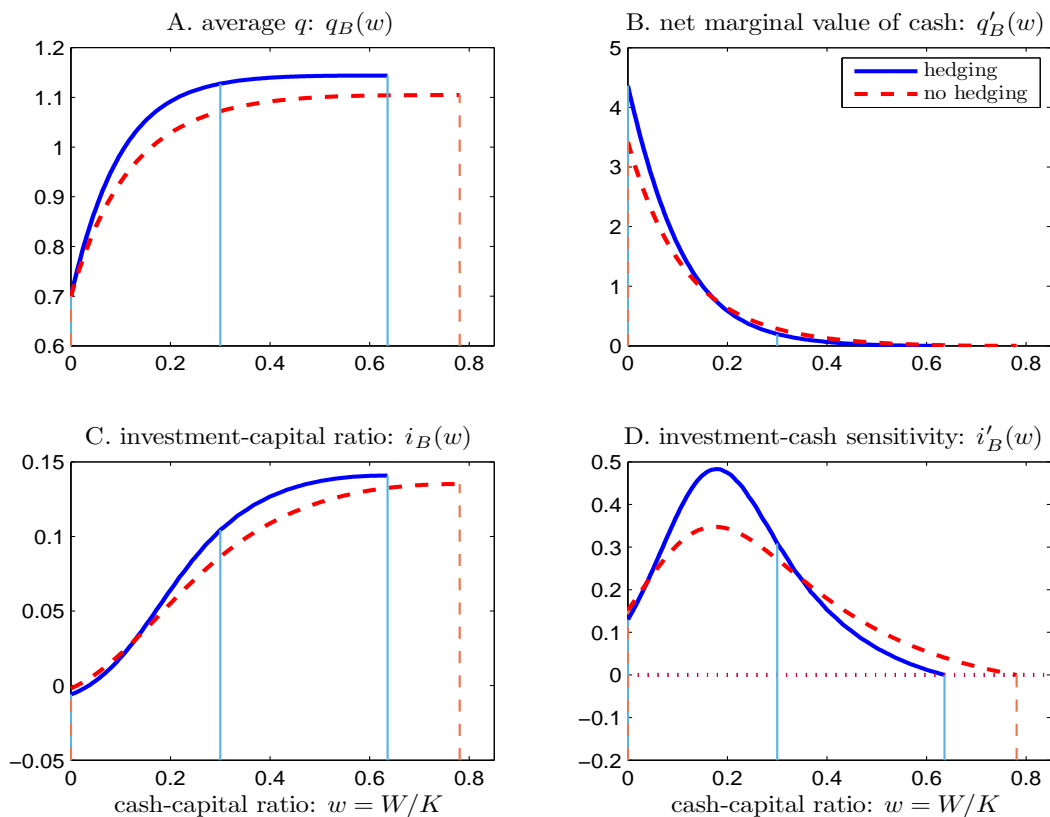 A. average q: q_B(w)
1.2
1.1
1
0.9
0.8
0.7
0.6
0 0.2 0.4 0.6 0.8
B. net marginal value of cash: q′_B(w)
hedging
no hedging
5
4
3
2
1
0
0 0.2 0.4 0.6 0.8
C. investment-capital ratio: i_B(w)
0.15
0.1
0.05
0
−0.05
0 0.2 0.4 0.6 0.8
cash-capital ratio: w = W/K
D. investment-cash sensitivity: i′_B(w)
0.5
0.4
0.3
0.2
0.1
0
−0.1
−0.2
0 0.2 0.4 0.6 0.8
cash-capital ratio: w = W/K